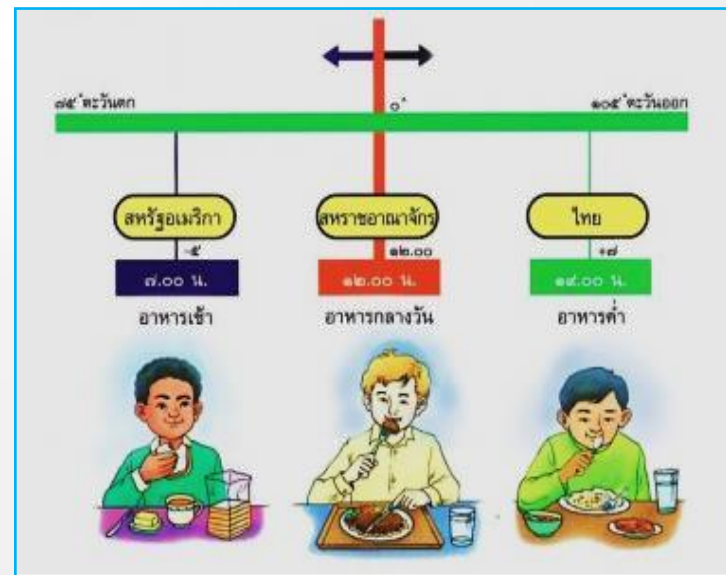 ๗๕° ตะวันตก
๐°
๑๐๕° ตะวันออก
สหรัฐอเมริกา
สหราชอาณาจักร
ไทย
-๕
๑๒.๐๐
+๗
๗.๐๐ น.
๑๒.๐๐ น.
๑๙.๐๐ น.
อาหารเช้า
อาหารกลางวัน
อาหารค่ำ